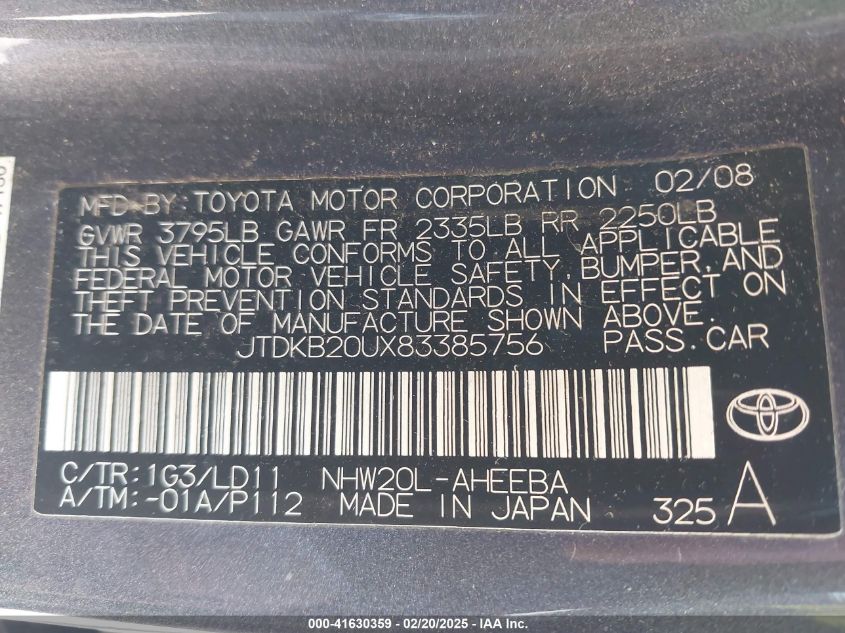 MFD BY TOYOTA MOTOR CORPORATION 02/08
GVWR 3795LB GAWR FR 2335LB RR 2250LB
THIS VEHICLE CONFORMS TO ALL APPLICABLE
FEDERAL MOTOR VEHICLE SAFETY, BUMPER, AND
THEFT PREVENTION STANDARDS IN EFFECT ON
THE DATE OF MANUFACTURE SHOWN ABOVE.
JTDKB20UX83385756 PASS.CAR
C/TR:1G3/LD11 NHW20L-AHEEBA
A/TM:-01A/P112 MADE IN JAPAN 325 A
000-41630359 - 02/20/2025 - IAAI.COM